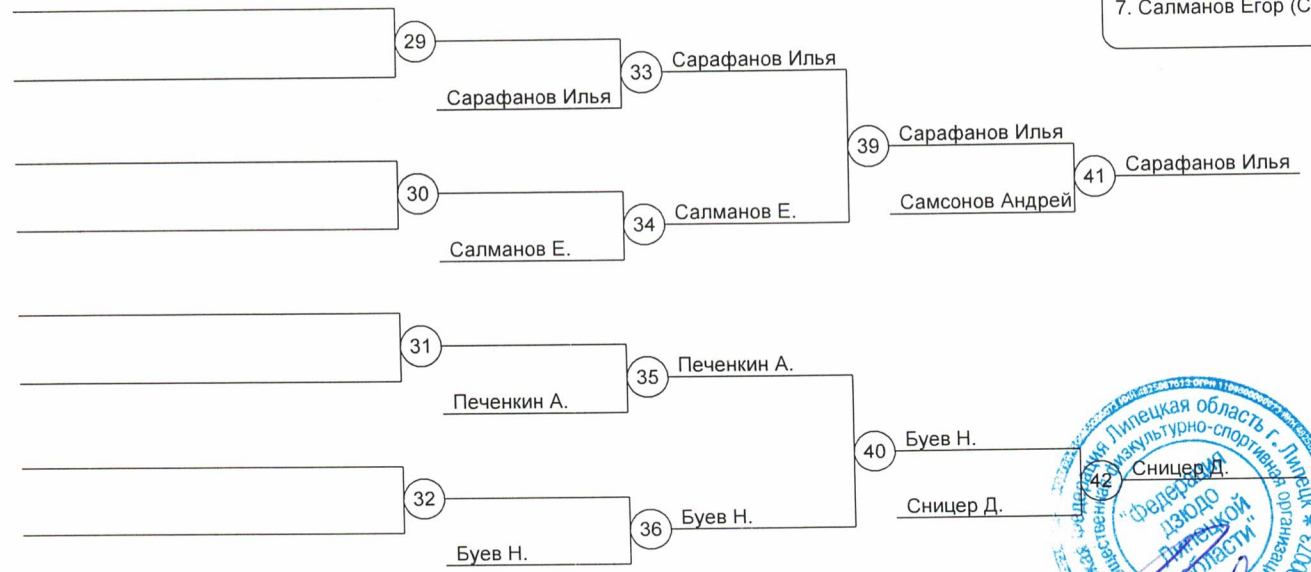 7. Салманов Егор (С
29
33
Сарафанов Илья
Сарафанов Илья
39
Сарафанов Илья
41
Сарафанов Илья
Самсонов Андрей
30
34
Салманов Е.
Салманов Е.
31
35
Печенкин А.
Печенкин А.
40
Буев Н.
42
Сницер Д.
Сницер Д.
32
36
Буев Н.
Буев Н.
Липецкая область г. Липецк *
физкультурно-спортивная
"Федерация
дзюдо
Липецкой
области"